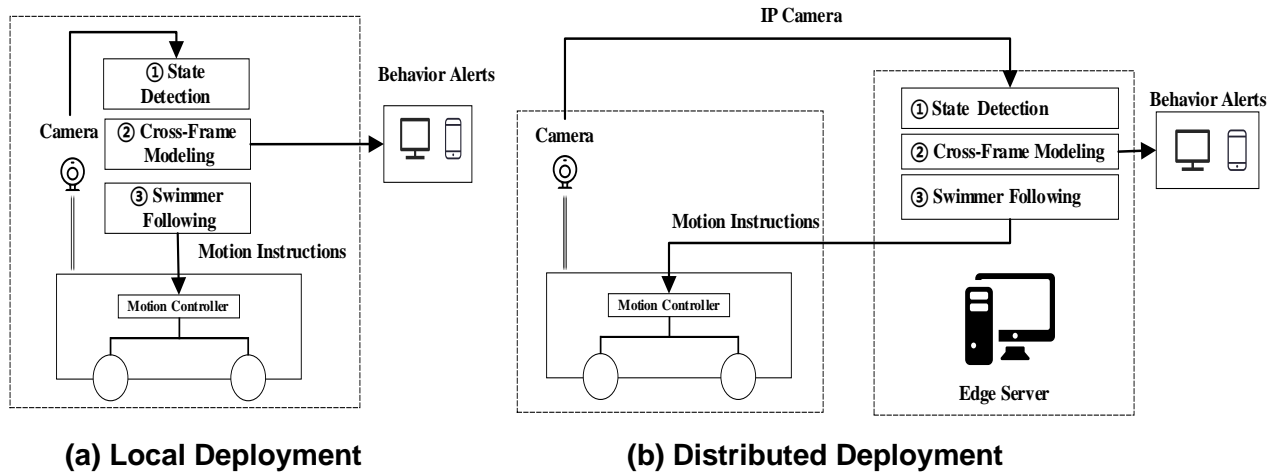 ① State
Detection
② Cross-Frame
Modeling
③ Swimmer
Following
Camera
Behavior Alerts
Motion Instructions
Motion Controller
(a) Local Deployment
IP Camera
Camera
① State Detection
② Cross-Frame Modeling
③ Swimmer Following
Behavior Alerts
Motion Instructions
Motion Controller
Edge Server
(b) Distributed Deployment